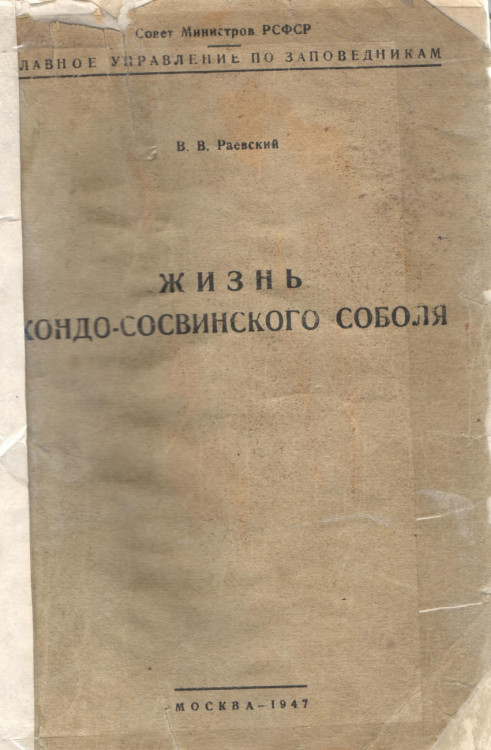 Совет Министров РСФСР
ЛАВНОЕ УПРАВЛЕНИЕ ПО ЗАПОВЕДНИКАМ
В. В. Раевский
ЖИЗНЬ
КОНДО-СОСВИНСКОГО СОБОЛЯ
МОСКВА – 1947